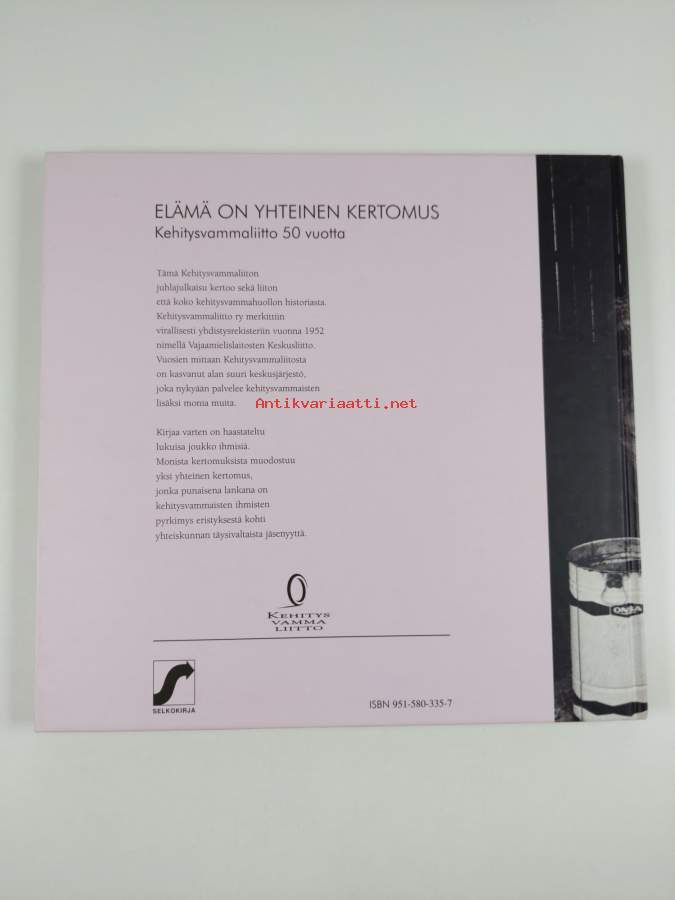 ELÄMÄ ON YHTEINEN KERTOMUS
Kehitysvammaliitto 50 vuotta
Tämä Kehitysvammaliiton
juhlajulkaisu kertoo sekä liiton
että koko kehitysvammahuollon historiasta.
Kehitysvammaliitto ry merkittiin
virallisesti yhdistysrekisteriin vuonna 1952
nimellä Vajaamielislaitosten Keskusliitto.
Vuosien mittaan Kehitysvammaliitosta
on kasvanut alan suuri keskusjärjestö,
joka nykyään palvelee kehitysvammaisten
lisäksi monia muita.
Antikvariaatti.net
Kirjaa varten on haastateltu
lukuisa joukko ihmisiä.
Monista kertomuksista muodostuu
yksi yhteinen kertomus,
jonka punaisena lankana on
kehitysvammaisten ihmisten
pyrkimys eristyksestä kohti
yhteiskunnan täysivaltaista jäsenyyttä.
KEHITYS
VAMMA
LIITTO
SELKOKIRJA
ISBN 951-580-335-7